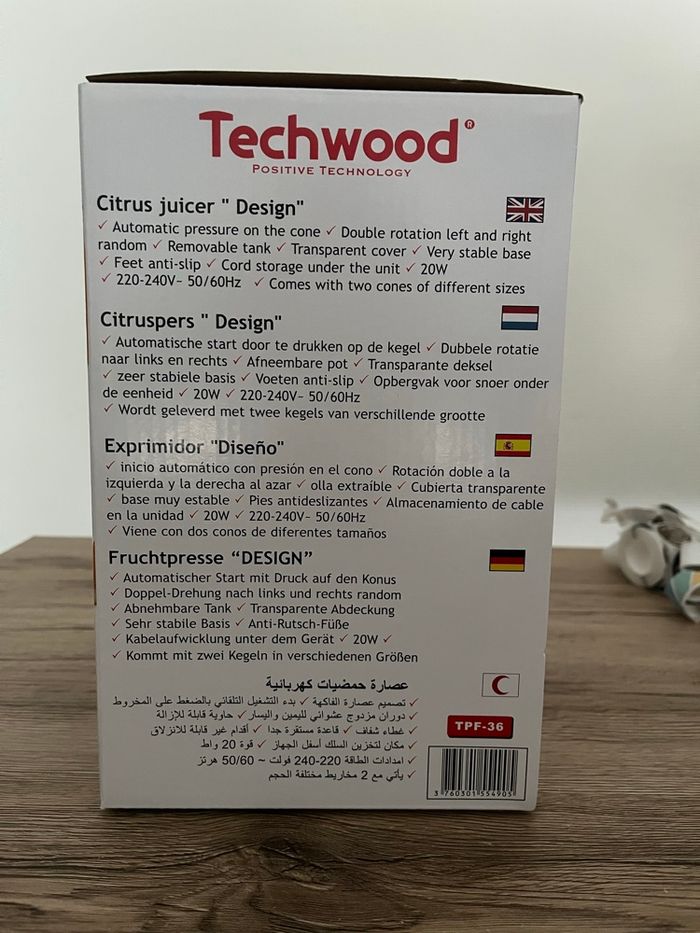 Techwood®
POSITIVE TECHNOLOGY
Citrus juicer " Design"
✓ Automatic pressure on the cone ✓ Double rotation left and right
random ✓ Removable tank ✓ Transparent cover ✓ Very stable base
✓ Feet anti-slip ✓ Cord storage under the unit ✓ 20W
✓ 220-240V~ 50/60Hz ✓ Comes with two cones of different sizes
Citruspers " Design"
✓ Automatische start door te drukken op de kegel ✓ Dubbele rotatie
naar links en rechts ✓ Afneembare pot ✓ Transparante deksel
✓ zeer stabiele basis ✓ Voeten anti-slip ✓ Opbergvak voor snoer onder
de eenheid ✓ 20W ✓ 220-240V~ 50/60Hz
✓ Wordt geleverd met twee kegels van verschillende grootte
Exprimidor "Diseño"
✓ inicio automático con presión en el cono ✓ Rotación doble a la
izquierda y la derecha al azar ✓ olla extraible ✓ Cubierta transparente
✓ base muy estable ✓ Pies antideslizantes ✓ Almacenamiento de cable
en la unidad ✓ 20W ✓ 220-240V~ 50/60Hz
✓ Viene con dos conos de diferentes tamaños
Fruchtpresse “DESIGN”
✓ Automatischer Start mit Druck auf den Konus
✓ Doppel-Drehung nach links und rechts random
✓ Abnehmbare Tank ✓ Transparente Abdeckung
✓ Sehr stabile Basis ✓ Anti-Rutsch-Füße
✓ Kabelaufwicklung unter dem Gerät ✓ 20W ✓
✓ Kommt mit zwei Kegeln in verschiedenen Größen
عصارة حمضيات كهربائية
✓ تصميم عصارة الفاكهة ✓ بدء التشغيل التلقائي بالضغط على المخروط
✓ دوران مزدوج عشوائي لليمين واليسار ✓ حاوية قابلة للإزالة
✓ غطاء شفاف ✓ قاعدة مستقرة جدا ✓ أقدام غير قابلة للانزلاق
✓ مكان لتخزين السلك أسفل الجهاز ✓ قوة 20 واط
✓ امدادات الطاقة 220-240 فولت ~ 50/60 هرتز
✓ يأتي مع 2 مخاريط مختلفة الحجم
TPF-36
3 760301 554905